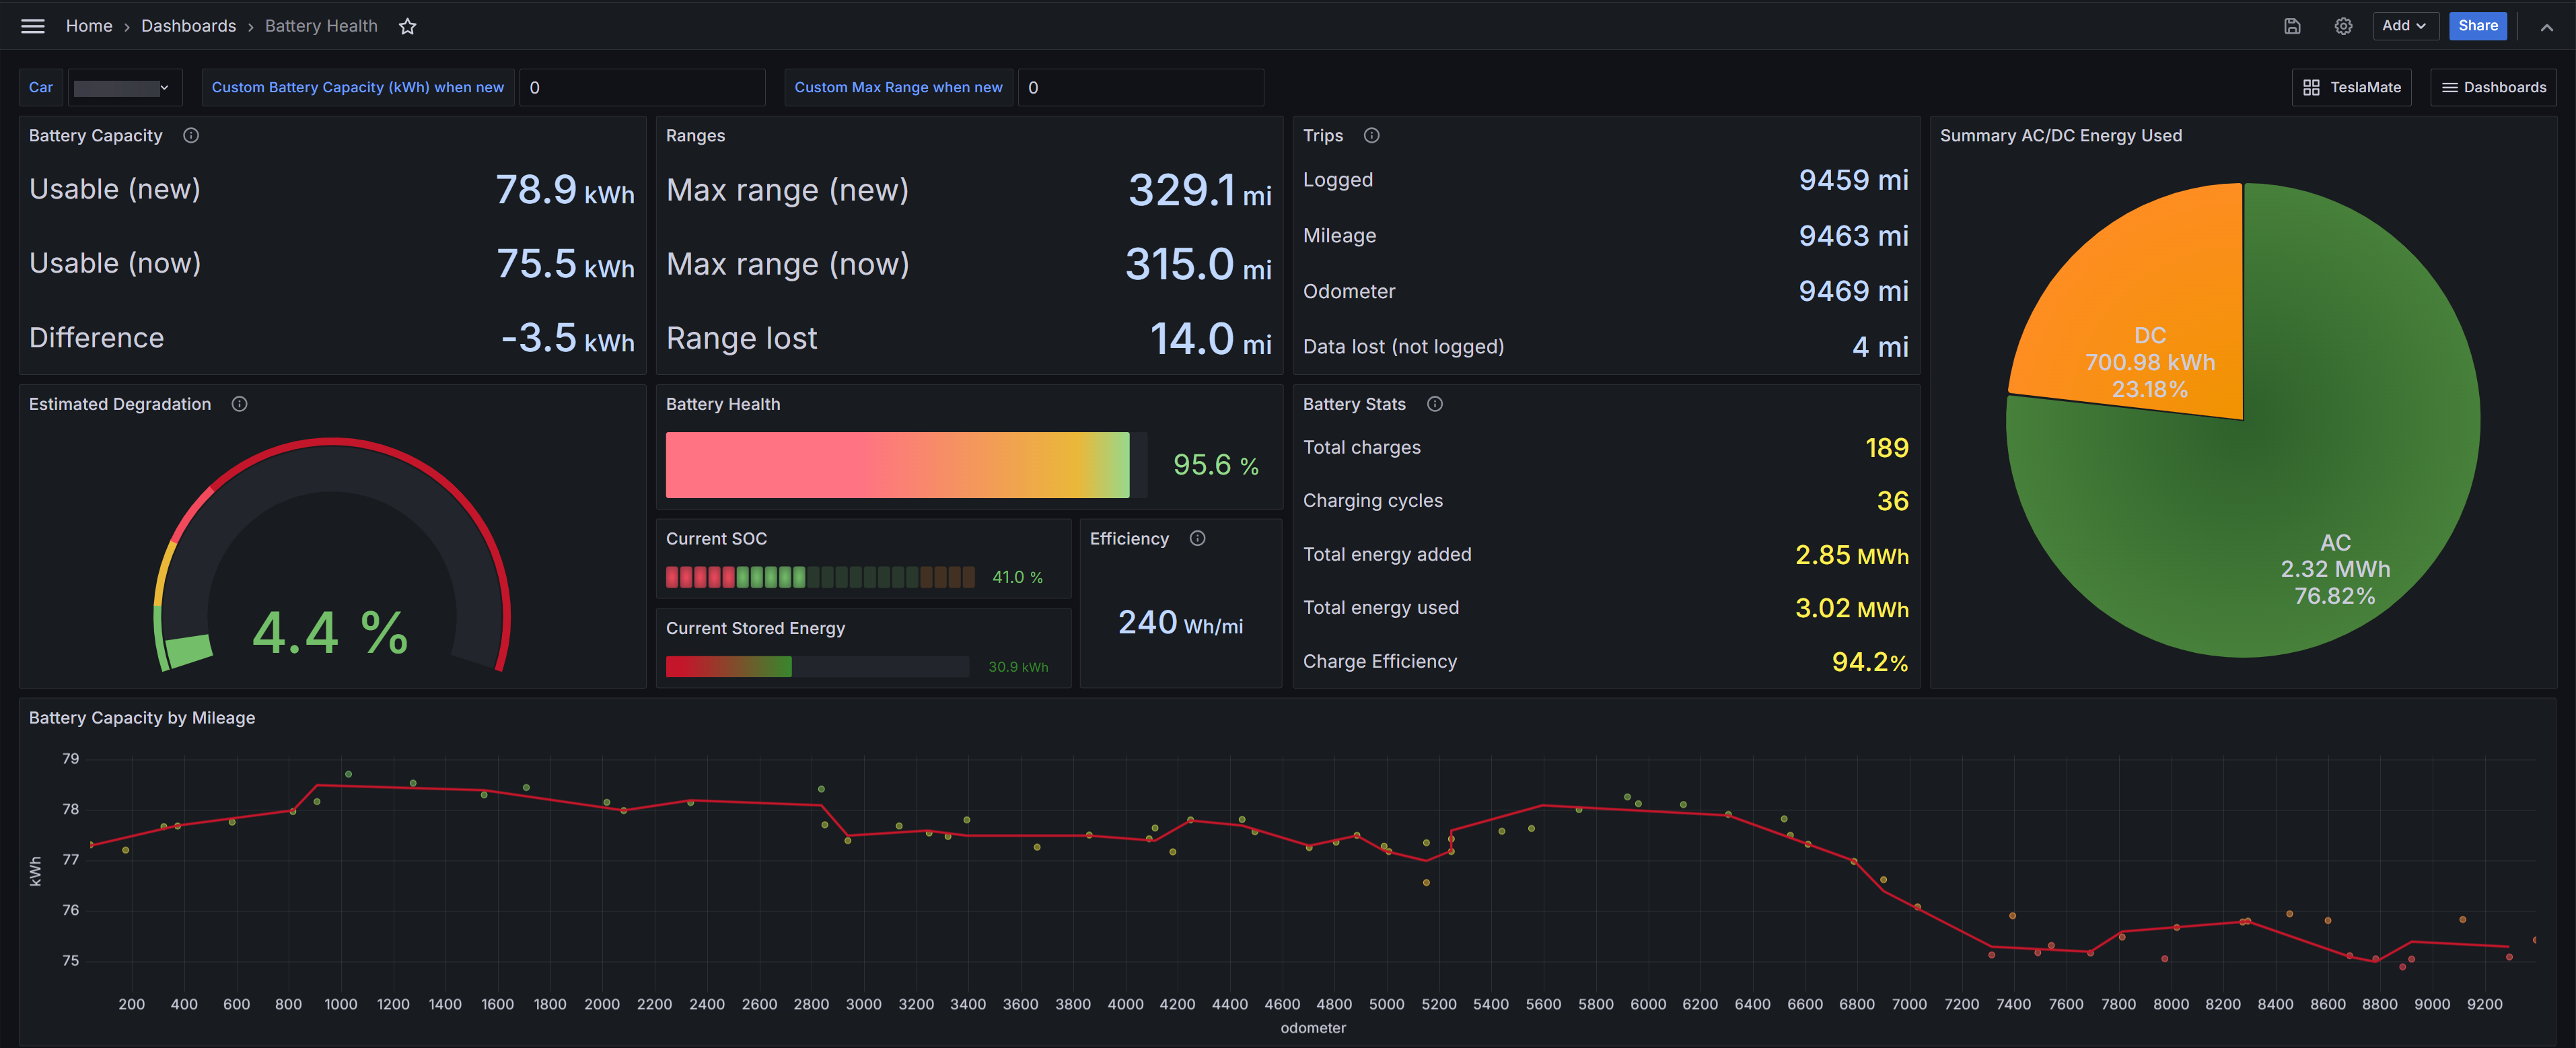 Home › Dashboards › Battery Health
Add
Share
Car
Custom Battery Capacity (kWh) when new
0
Custom Max Range when new
0
TeslaMate
Dashboards
Battery Capacity
Usable (new) 78.9 kWh
Usable (now) 75.5 kWh
Difference -3.5 kWh
Ranges
Max range (new) 329.1 mi
Max range (now) 315.0 mi
Range lost 14.0 mi
Trips
Logged 9459 mi
Mileage 9463 mi
Odometer 9469 mi
Data lost (not logged) 4 mi
Summary AC/DC Energy Used
DC
700.98 kWh
23.18%
AC
2.32 MWh
76.82%
Estimated Degradation
4.4 %
Battery Health
95.6 %
Current SOC
41.0 %
Current Stored Energy
30.9 kWh
Efficiency
240 Wh/mi
Battery Stats
Total charges 189
Charging cycles 36
Total energy added 2.85 MWh
Total energy used 3.02 MWh
Charge Efficiency 94.2%
Battery Capacity by Mileage
kWh
79
78
77
76
75
200 400 600 800 1000 1200 1400 1600 1800 2000 2200 2400 2600 2800 3000 3200 3400 3600 3800 4000 4200 4400 4600 4800 5000 5200 5400 5600 5800 6000 6200 6400 6600 6800 7000 7200 7400 7600 7800 8000 8200 8400 8600 8800 9000 9200
odometer